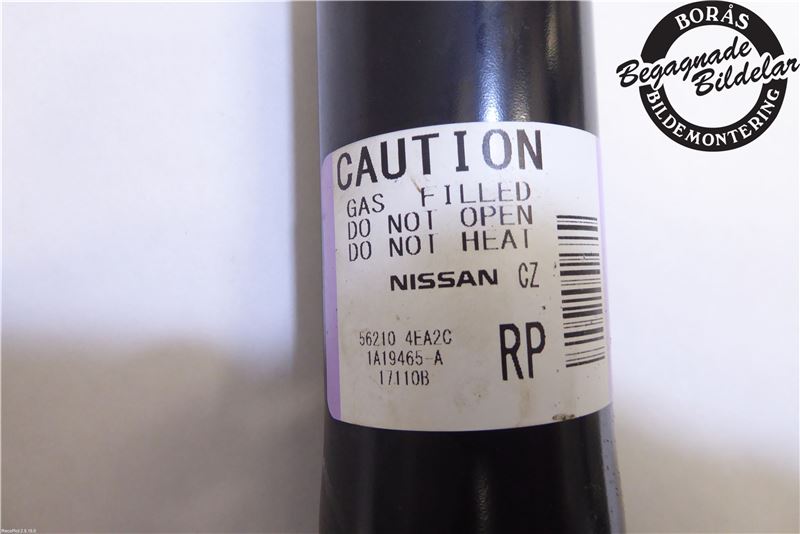 BORÅS
Begagnade
Bildelar
BILDEMONTERING
CAUTION
GAS FILLED
DO NOT OPEN
DO NOT HEAT
NISSAN CZ
56210 4EA2C
1A19465-A
17110B
RP